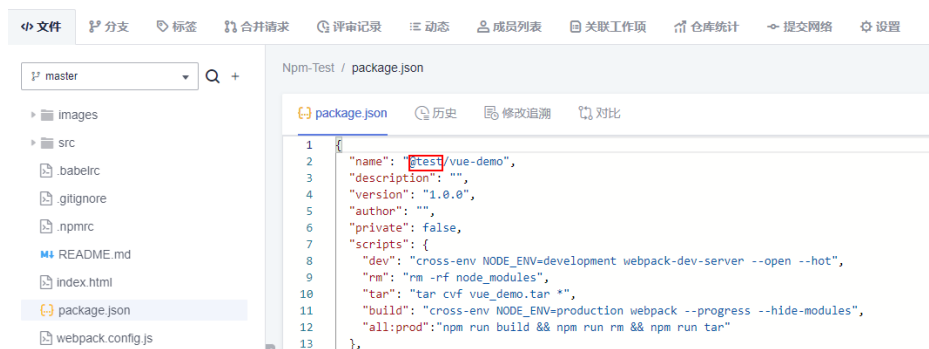 </> 文件 分支 标签 合并请求 评审记录 动态 成员列表 关联工作项 仓库统计 提交网络 设置
master
Npm-Test / package.json
images
src
.babelrc
.gitignore
.npmrc
M↓ README.md
index.html
{..} package.json
webpack.config.js
{..} package.json 历史 修改追溯 对比
1 {
2 "name": "@test/vue-demo",
3 "description": "",
4 "version": "1.0.0",
5 "author": "",
6 "private": false,
7 "scripts": {
8 "dev": "cross-env NODE_ENV=development webpack-dev-server --open --hot",
9 "rm": "rm -rf node_modules",
10 "tar": "tar cvf vue_demo.tar *",
11 "build": "cross-env NODE_ENV=production webpack --progress --hide-modules",
12 "all:prod":"npm run build && npm run rm && npm run tar"
13 },